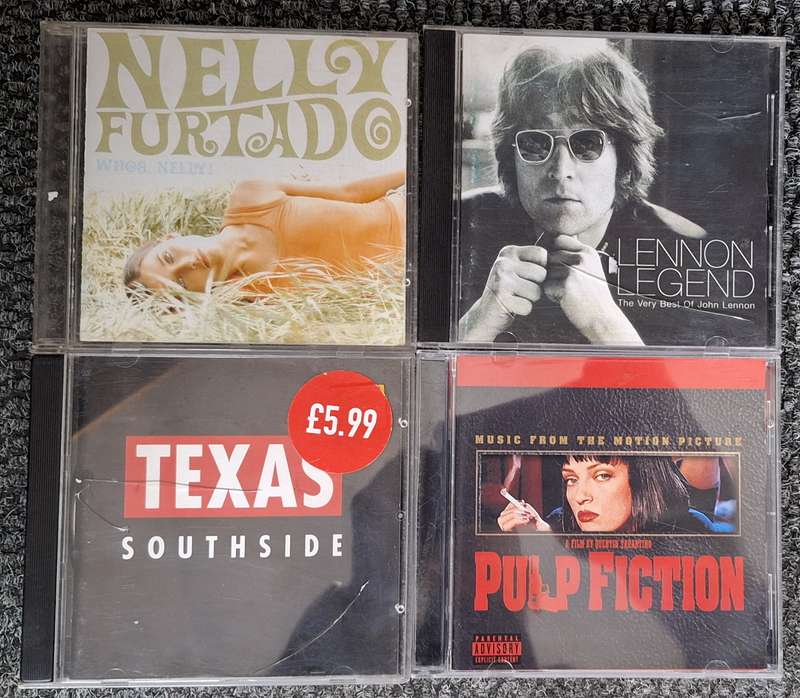 NELLY
FURTADO
WHOA, NELLY!
LENNON
LEGEND
The Very Best Of John Lennon
£5.99
TEXAS
SOUTHSIDE
MUSIC FROM THE MOTION PICTURE
A FILM BY QUENTIN TARANTINO
PULP FICTION
PARENTAL
ADVISORY
EXPLICIT CONTENT